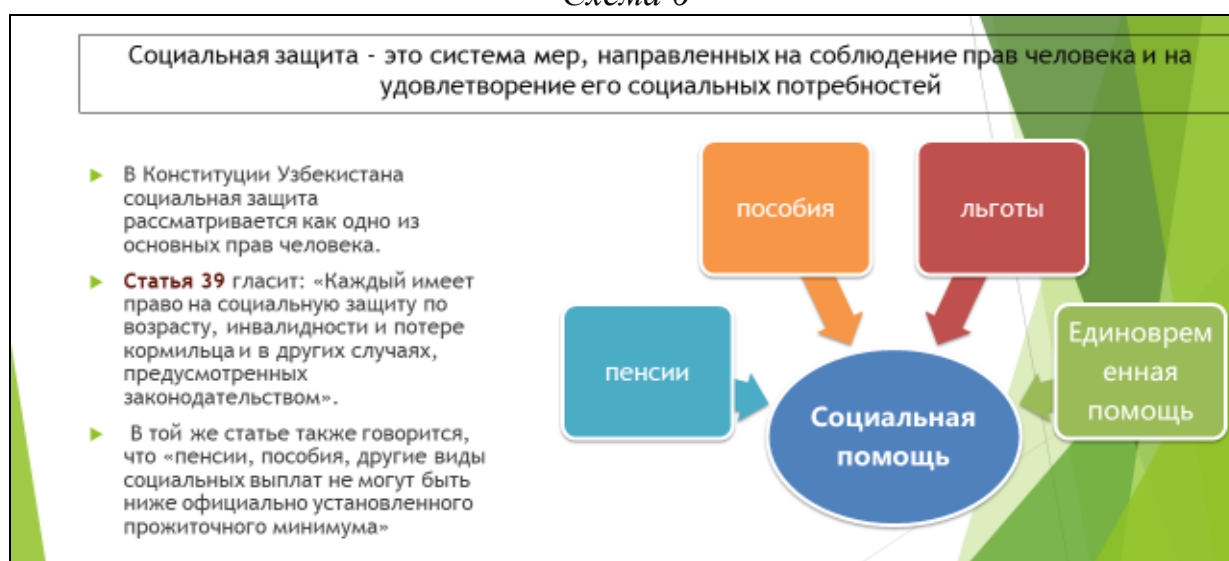 Социальная защита - это система мер, направленных на соблюдение прав человека и на
удовлетворение его социальных потребностей
В Конституции Узбекистана
социальная защита
рассматривается как одно из
основных прав человека.
Статья 39 гласит: «Каждый имеет
право на социальную защиту по
возрасту, инвалидности и потере
кормильца и в других случаях,
предусмотренных
законодательством».
В той же статье также говорится,
что «пенсии, пособия, другие виды
социальных выплат не могут быть
ниже официально установленного
прожиточного минимума»
пособия
льготы
пенсии
Единоврем
енная
помощь
Социальная
помощь